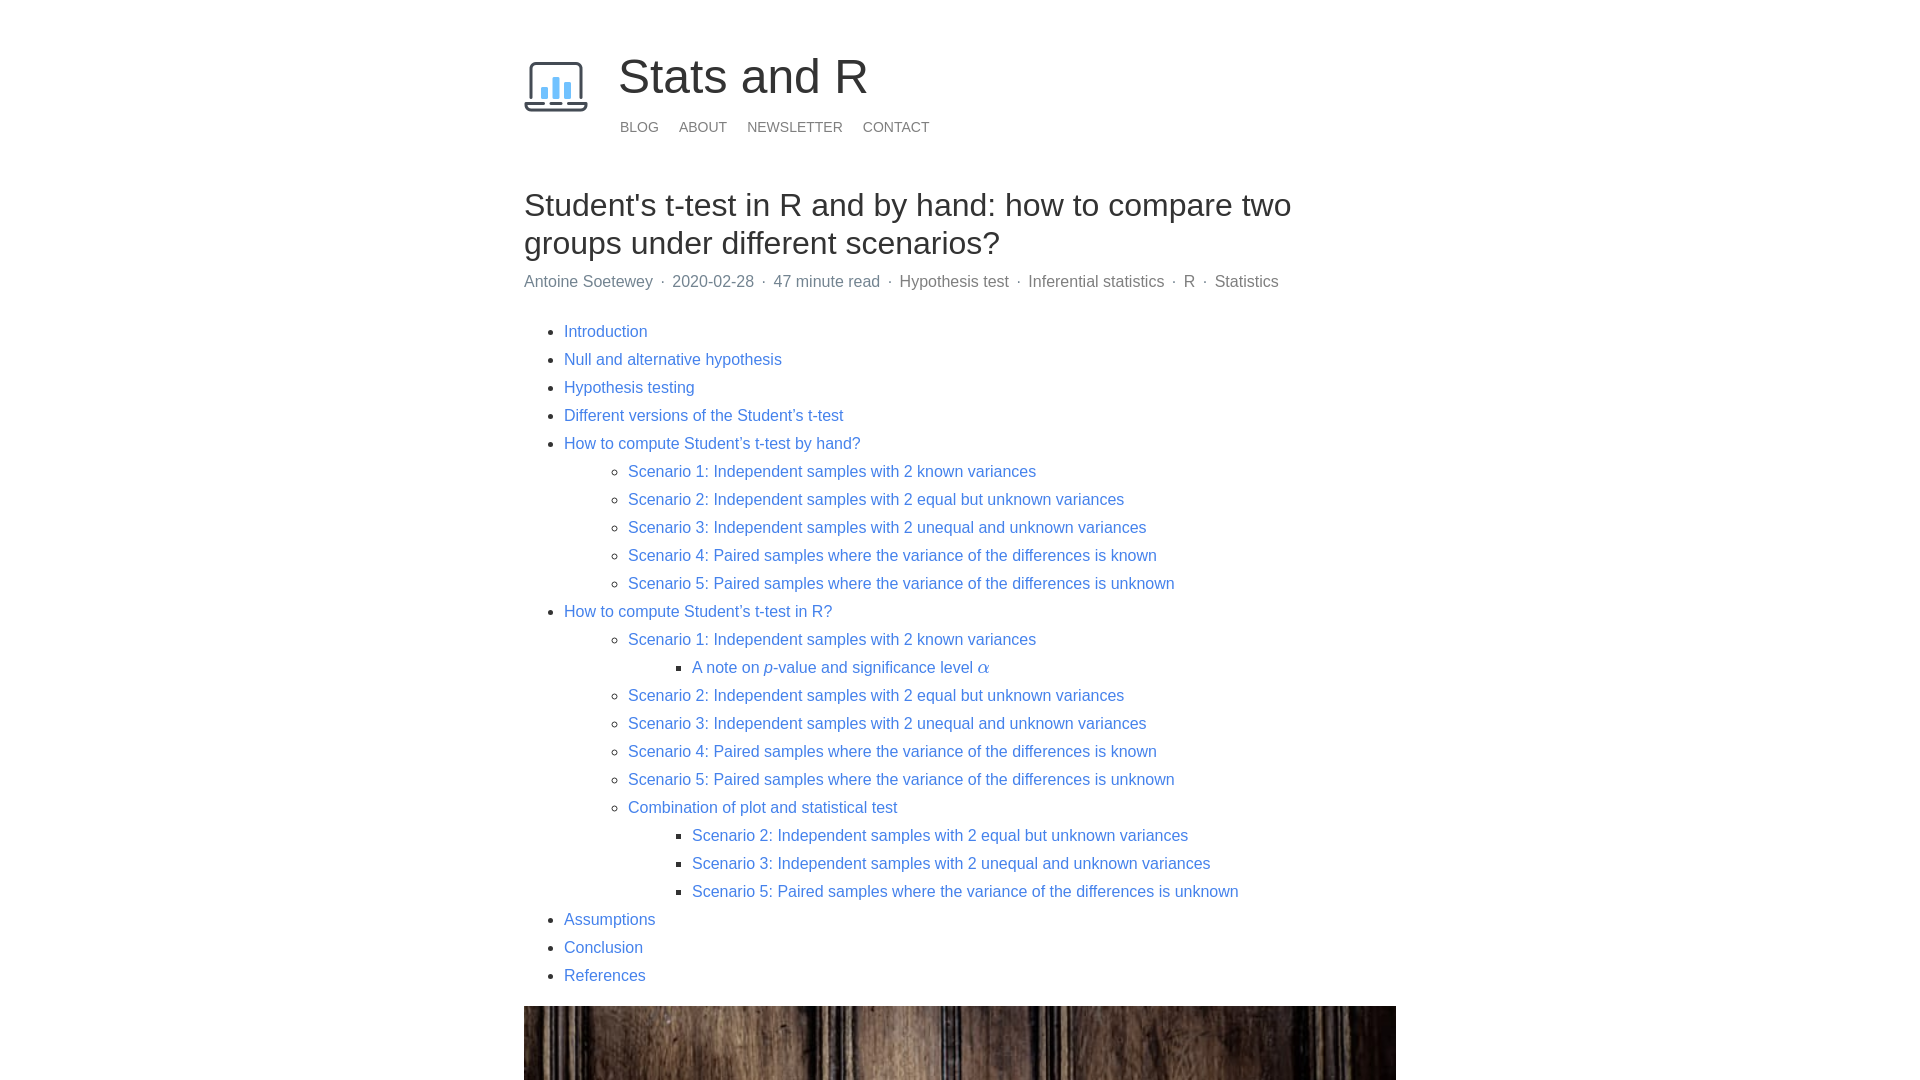 Stats and R
BLOG ABOUT NEWSLETTER CONTACT
Student's t-test in R and by hand: how to compare two
groups under different scenarios?
Antoine Soetewey · 2020-02-28 · 47 minute read · Hypothesis test · Inferential statistics · R · Statistics
Introduction
Null and alternative hypothesis
Hypothesis testing
Different versions of the Student’s t-test
How to compute Student’s t-test by hand?
Scenario 1: Independent samples with 2 known variances
Scenario 2: Independent samples with 2 equal but unknown variances
Scenario 3: Independent samples with 2 unequal and unknown variances
Scenario 4: Paired samples where the variance of the differences is known
Scenario 5: Paired samples where the variance of the differences is unknown
How to compute Student’s t-test in R?
Scenario 1: Independent samples with 2 known variances
A note on p-value and significance level α
Scenario 2: Independent samples with 2 equal but unknown variances
Scenario 3: Independent samples with 2 unequal and unknown variances
Scenario 4: Paired samples where the variance of the differences is known
Scenario 5: Paired samples where the variance of the differences is unknown
Combination of plot and statistical test
Scenario 2: Independent samples with 2 equal but unknown variances
Scenario 3: Independent samples with 2 unequal and unknown variances
Scenario 5: Paired samples where the variance of the differences is unknown
Assumptions
Conclusion
References